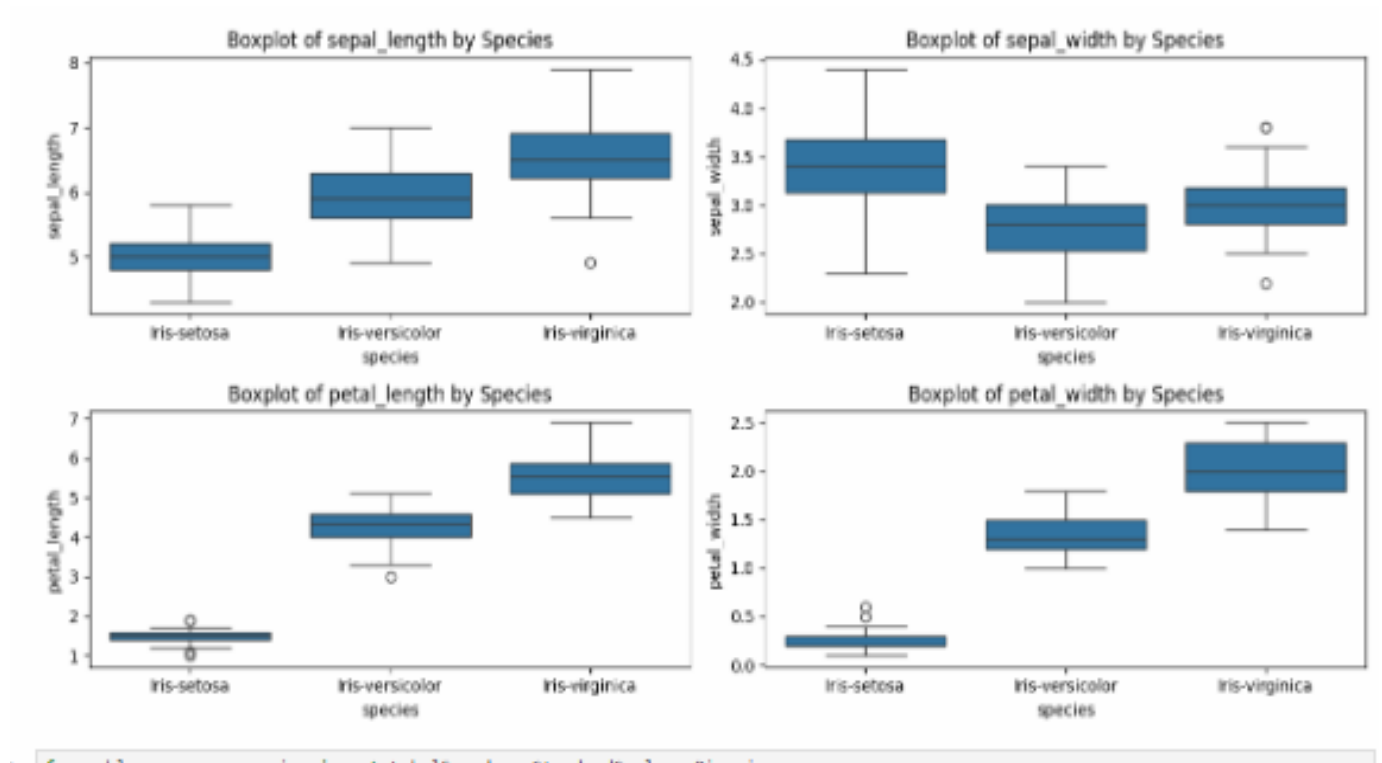 Boxplot of sepal_length by Species
8
7
6
5
sepal_length
Iris-setosa Iris-versicolor Iris-virginica
species
Boxplot of sepal_width by Species
4.5
4.0
3.5
3.0
2.5
2.0
sepal_width
Iris-setosa Iris-versicolor Iris-virginica
species
Boxplot of petal_length by Species
7
6
5
4
3
2
1
petal_length
Iris-setosa Iris-versicolor Iris-virginica
species
Boxplot of petal_width by Species
2.5
2.0
1.5
1.0
0.5
0.0
petal_width
Iris-setosa Iris-versicolor Iris-virginica
species